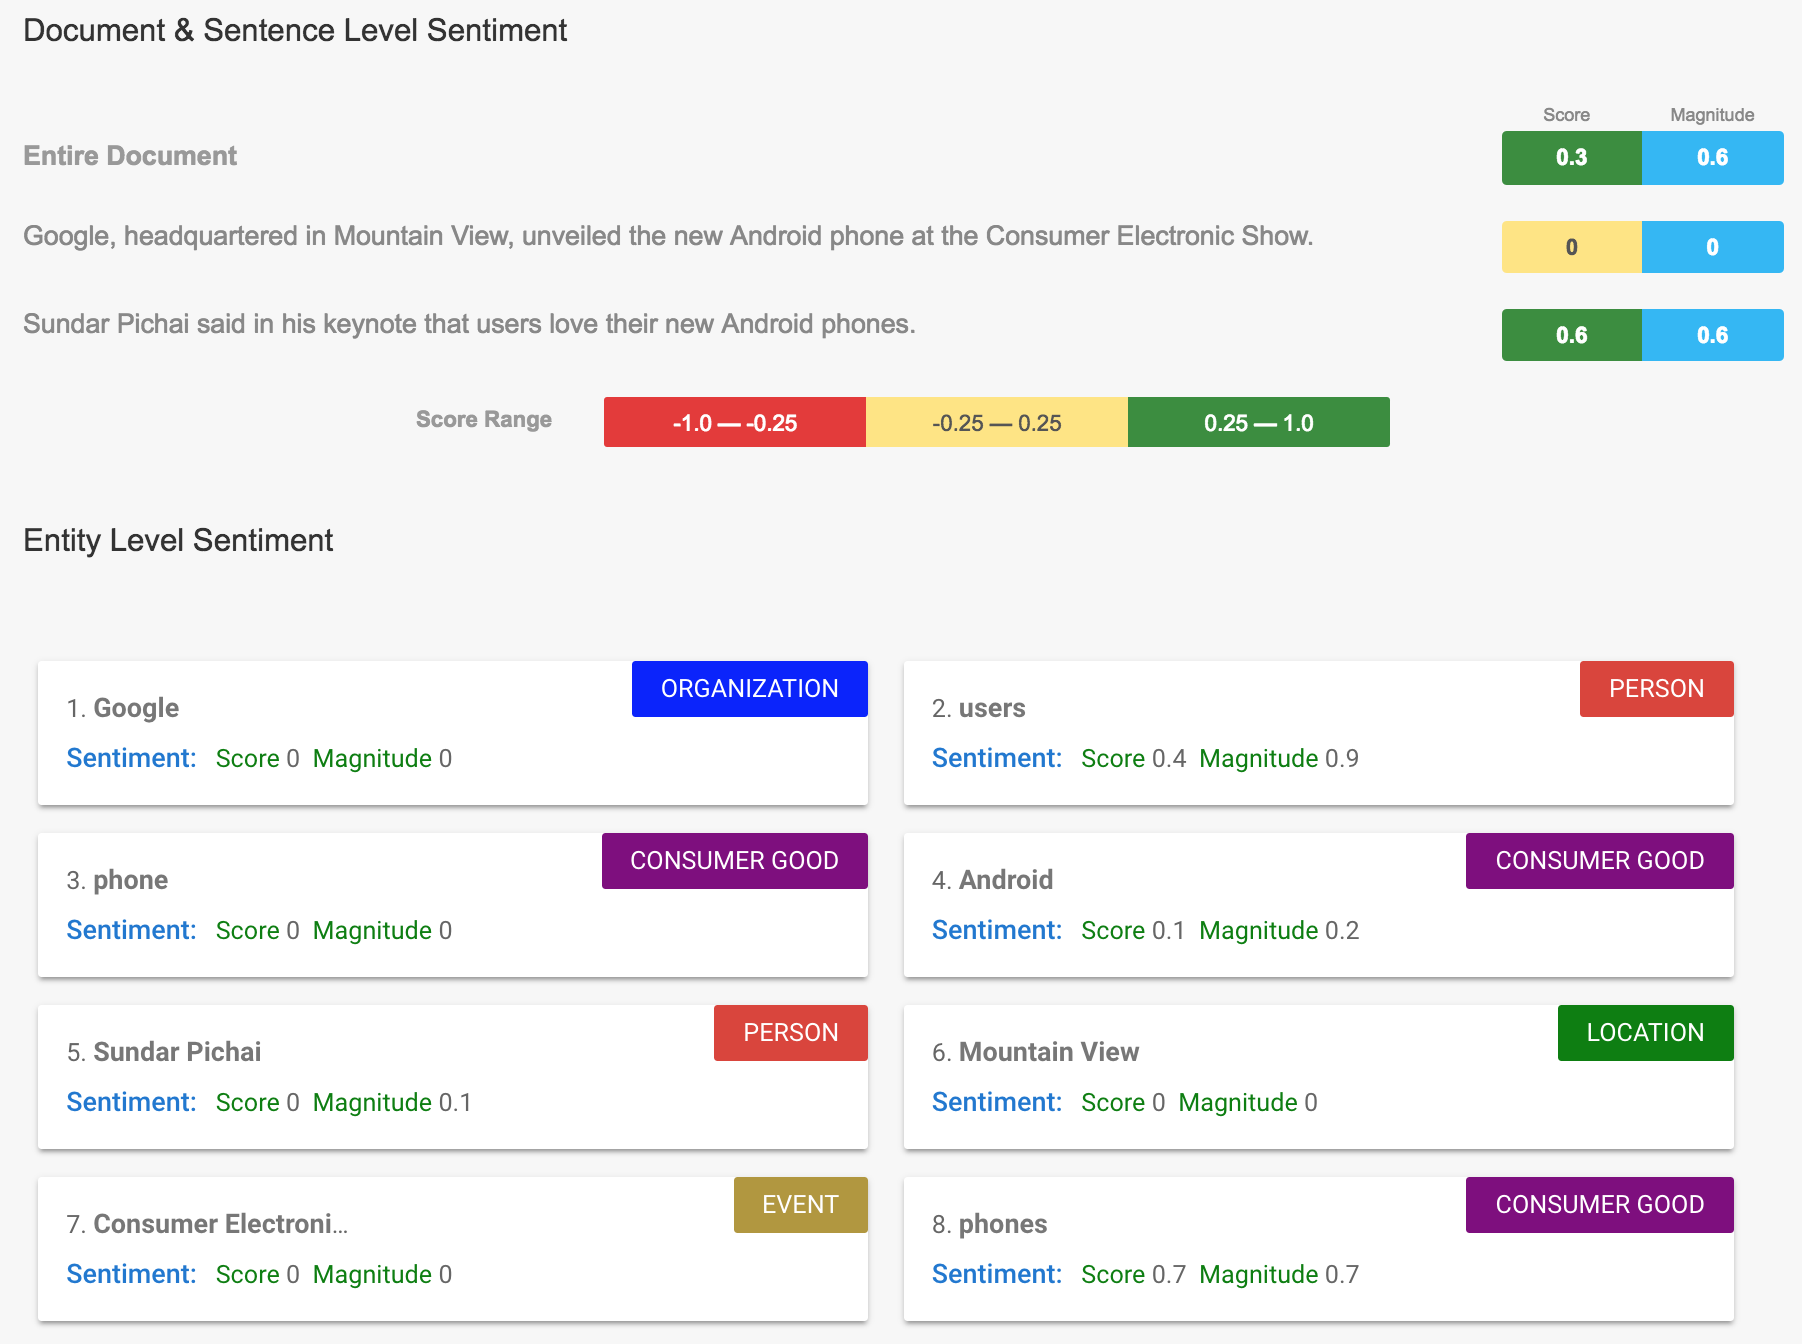 Document & Sentence Level Sentiment
Score Magnitude
Entire Document 0.3 0.6
Google, headquartered in Mountain View, unveiled the new Android phone at the Consumer Electronic Show. 0 0
Sundar Pichai said in his keynote that users love their new Android phones. 0.6 0.6
Score Range -1.0 — -0.25 -0.25 — 0.25 0.25 — 1.0
Entity Level Sentiment
ORGANIZATION
1. Google
Sentiment: Score 0 Magnitude 0
PERSON
2. users
Sentiment: Score 0.4 Magnitude 0.9
CONSUMER GOOD
3. phone
Sentiment: Score 0 Magnitude 0
CONSUMER GOOD
4. Android
Sentiment: Score 0.1 Magnitude 0.2
PERSON
5. Sundar Pichai
Sentiment: Score 0 Magnitude 0.1
LOCATION
6. Mountain View
Sentiment: Score 0 Magnitude 0
EVENT
7. Consumer Electroni...
Sentiment: Score 0 Magnitude 0
CONSUMER GOOD
8. phones
Sentiment: Score 0.7 Magnitude 0.7